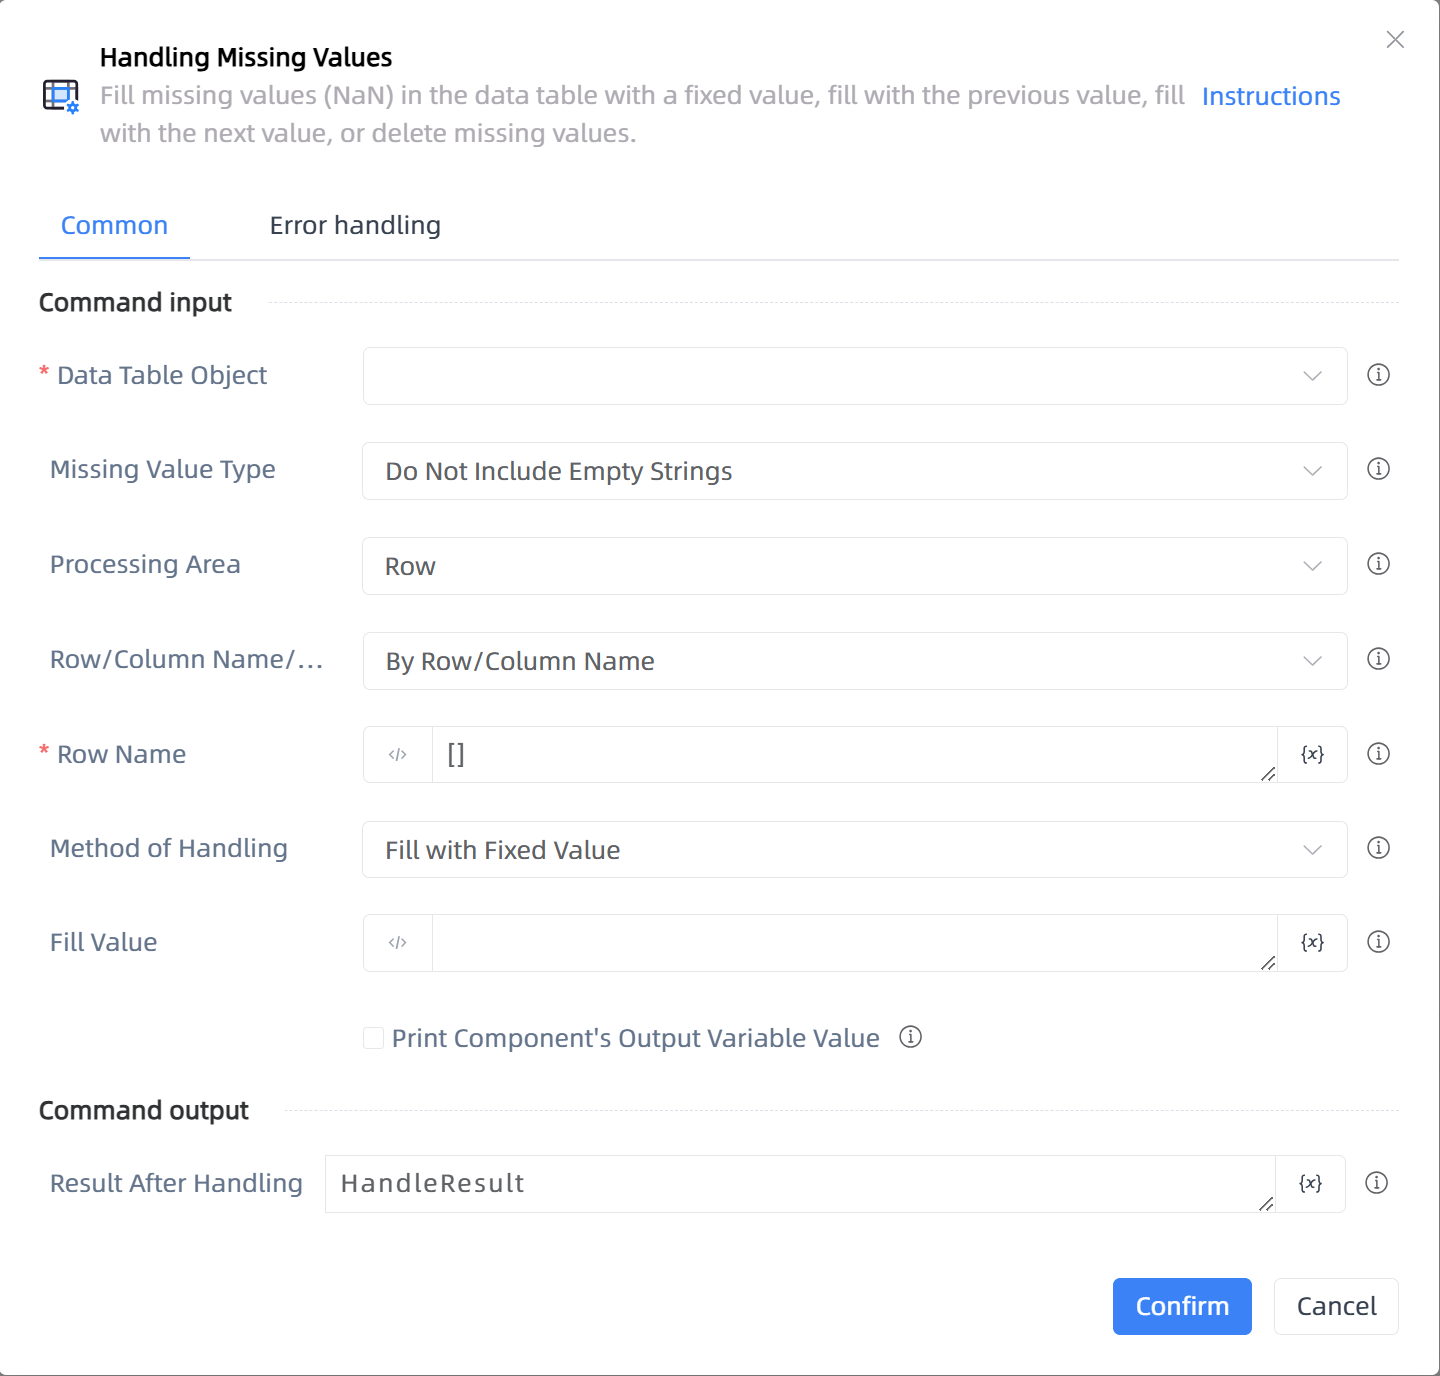 Handling Missing Values
Fill missing values (NaN) in the data table with a fixed value, fill with the previous value, fill Instructions
with the next value, or delete missing values.
Common Error handling
Command input
* Data Table Object
Missing Value Type Do Not Include Empty Strings
Processing Area Row
Row/Column Name/... By Row/Column Name
* Row Name </> [] {x}
Method of Handling Fill with Fixed Value
Fill Value </> {x}
Print Component's Output Variable Value
Command output
Result After Handling HandleResult {x}
Confirm Cancel